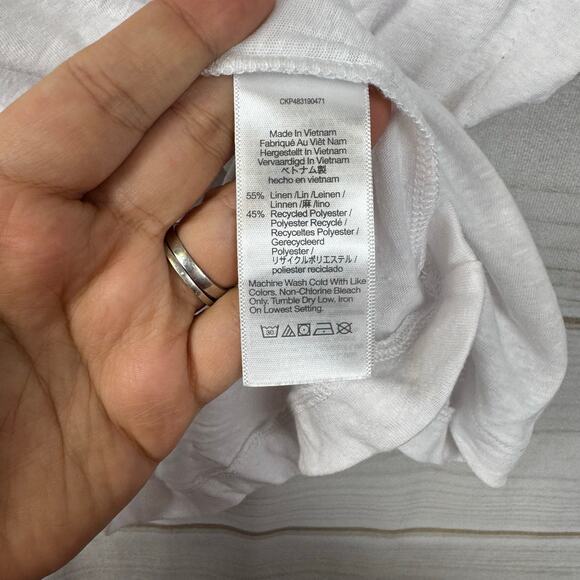 CKP483190471
Made In Vietnam
Fabriqué Au Viêt Nam
Hergestellt In Vietnam
Vervaardigd In Vietnam
ベトナム製
hecho en vietnam
55% Linen /Lin /Leinen /
Linnen /麻 /lino
45% Recycled Polyester /
Polyester Recyclé /
Recyceltes Polyester /
Gerecycleerd
Polyester /
リサイクルポリエステル /
poliester reciclado
Machine Wash Cold With Like
Colors. Non-Chlorine Bleach
Only. Tumble Dry Low. Iron
On Lowest Setting.
30